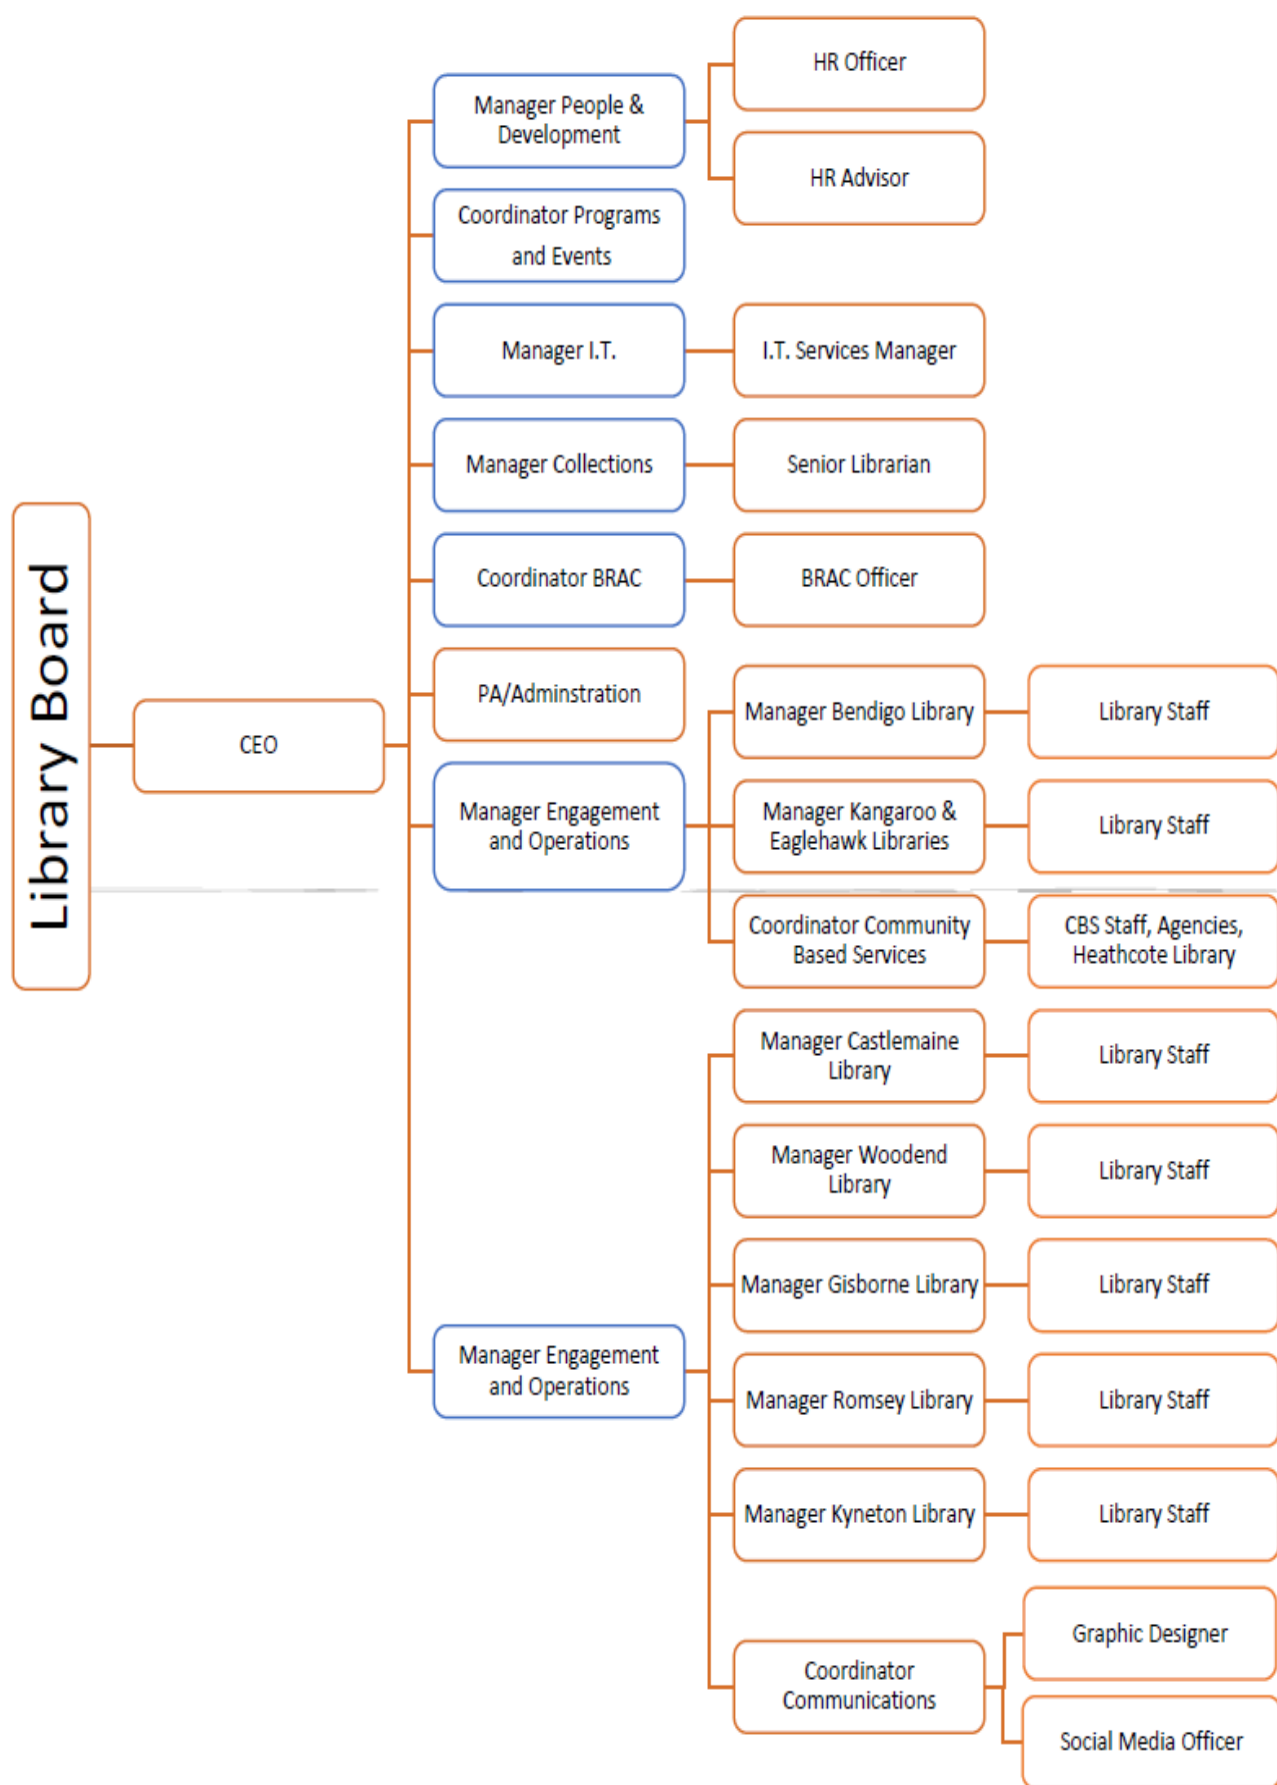 Library Board
CEO
Manager People &
Development
HR Officer
HR Advisor
Coordinator Programs
and Events
Manager I.T.
I.T. Services Manager
Manager Collections
Senior Librarian
Coordinator BRAC
BRAC Officer
PA/Adminstration
Manager Engagement
and Operations
Manager Bendigo Library
Library Staff
Manager Kangaroo &
Eaglehawk Libraries
Library Staff
Coordinator Community
Based Services
CBS Staff, Agencies,
Heathcote Library
Manager Engagement
and Operations
Manager Castlemaine
Library
Library Staff
Manager Woodend
Library
Library Staff
Manager Gisborne Library
Library Staff
Manager Romsey Library
Library Staff
Manager Kyneton Library
Library Staff
Coordinator
Communications
Graphic Designer
Social Media Officer